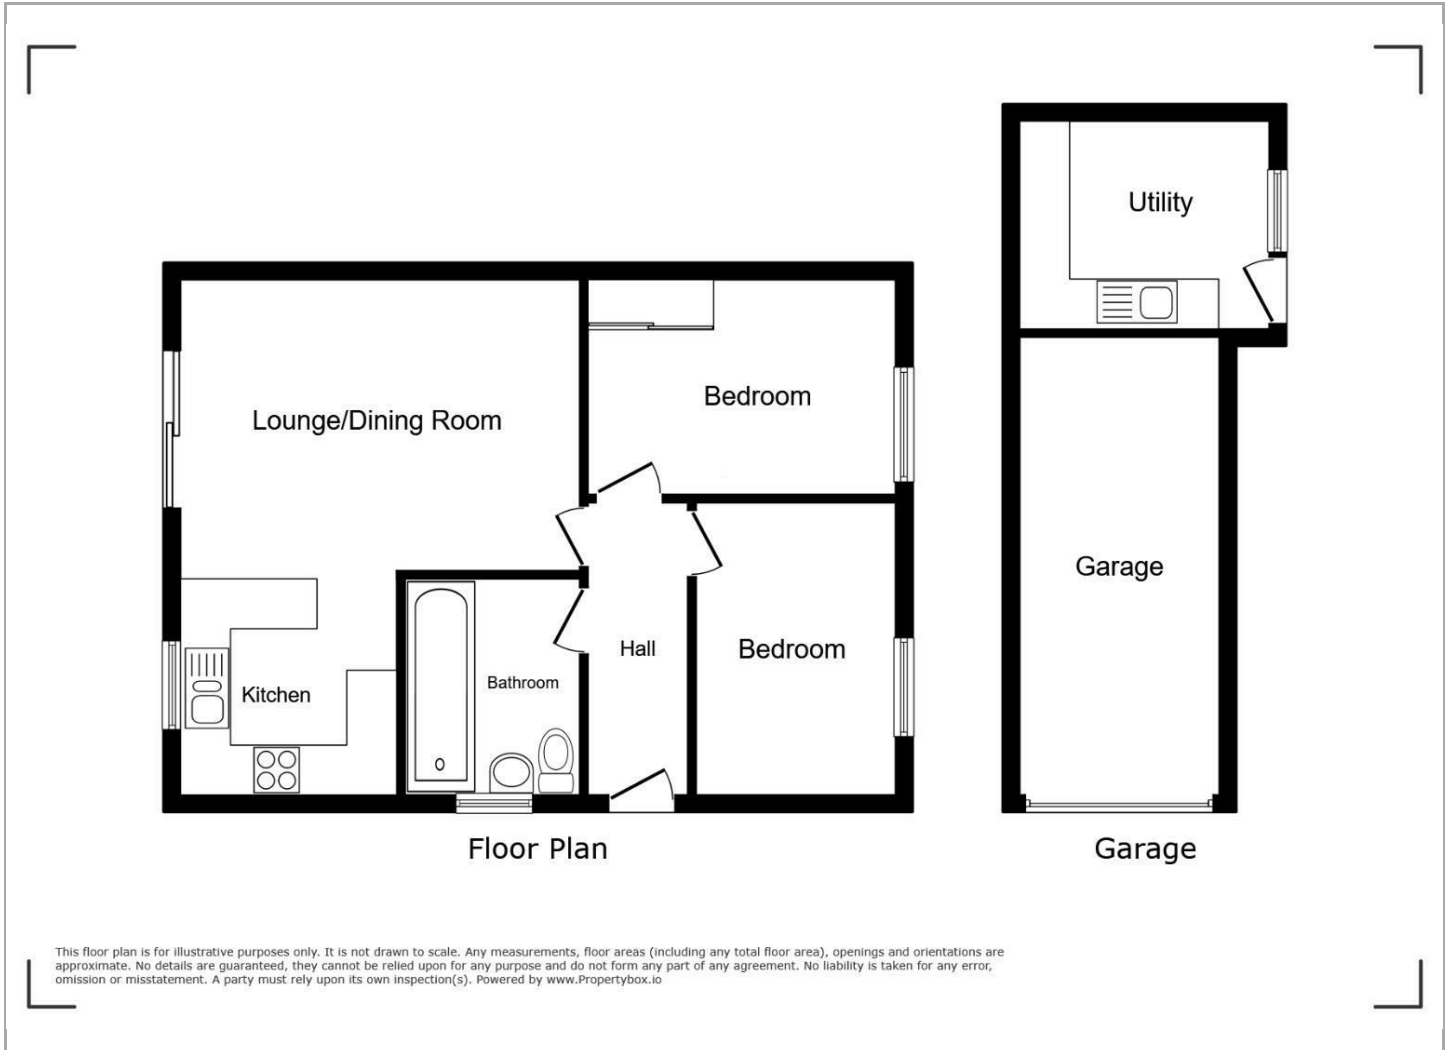 Utility
Lounge/Dining Room
Bedroom
Garage
Hall
Bedroom
Bathroom
Kitchen
Floor Plan
Garage
This floor plan is for illustrative purposes only. It is not drawn to scale. Any measurements, floor areas (including any total floor area), openings and orientations are
approximate. No details are guaranteed, they cannot be relied upon for any purpose and do not form any part of any agreement. No liability is taken for any error,
omission or misstatement. A party must rely upon its own inspection(s). Powered by www.Propertybox.io